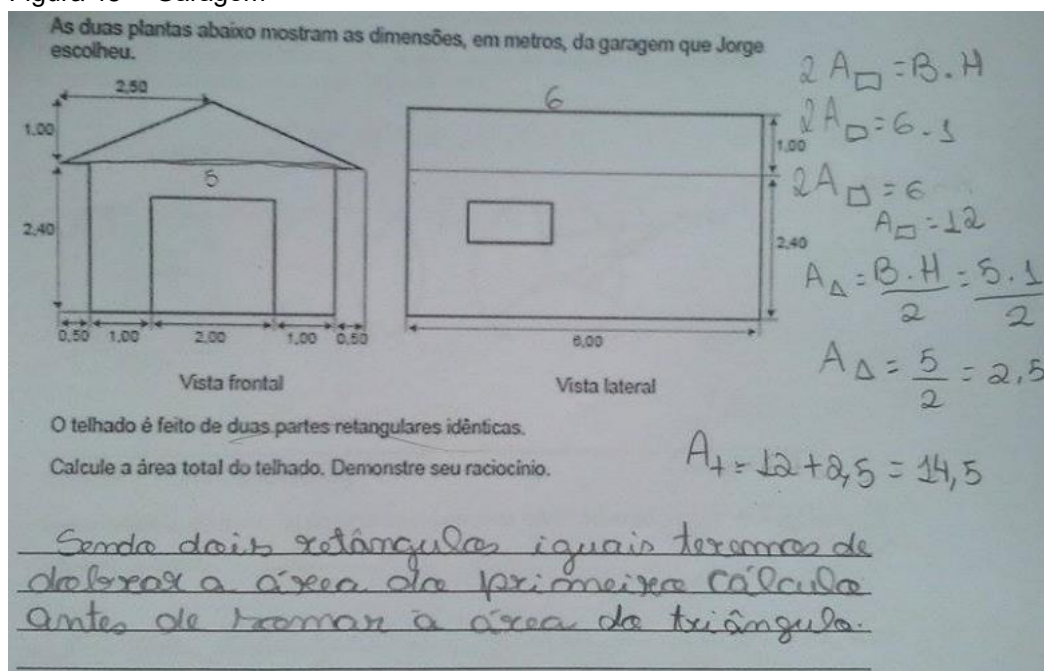 Figura 43 – Garagem
As duas plantas abaixo mostram as dimensões, em metros, da garagem que Jorge
escolheu.
2,50
1,00
5
2,40
0,50 1,00 2,00 1,00 0,50
Vista frontal
6
1,00
2,40
6,00
Vista lateral
2 A▭ = B . H
2A▭ = 6 . 1
2A▭ = 6
A▭ = 12
A△ = B . H / 2 = 5 . 1 / 2
A△ = 5 / 2 = 2,5
O telhado é feito de duas partes retangulares idênticas.
Calcule a área total do telhado. Demonstre seu raciocínio.
A+ = 12 + 2,5 = 14,5
Sendo dois retângulos iguais teremos de
dobrar a área do primeiro cálculo
antes de somar a área do triângulo.